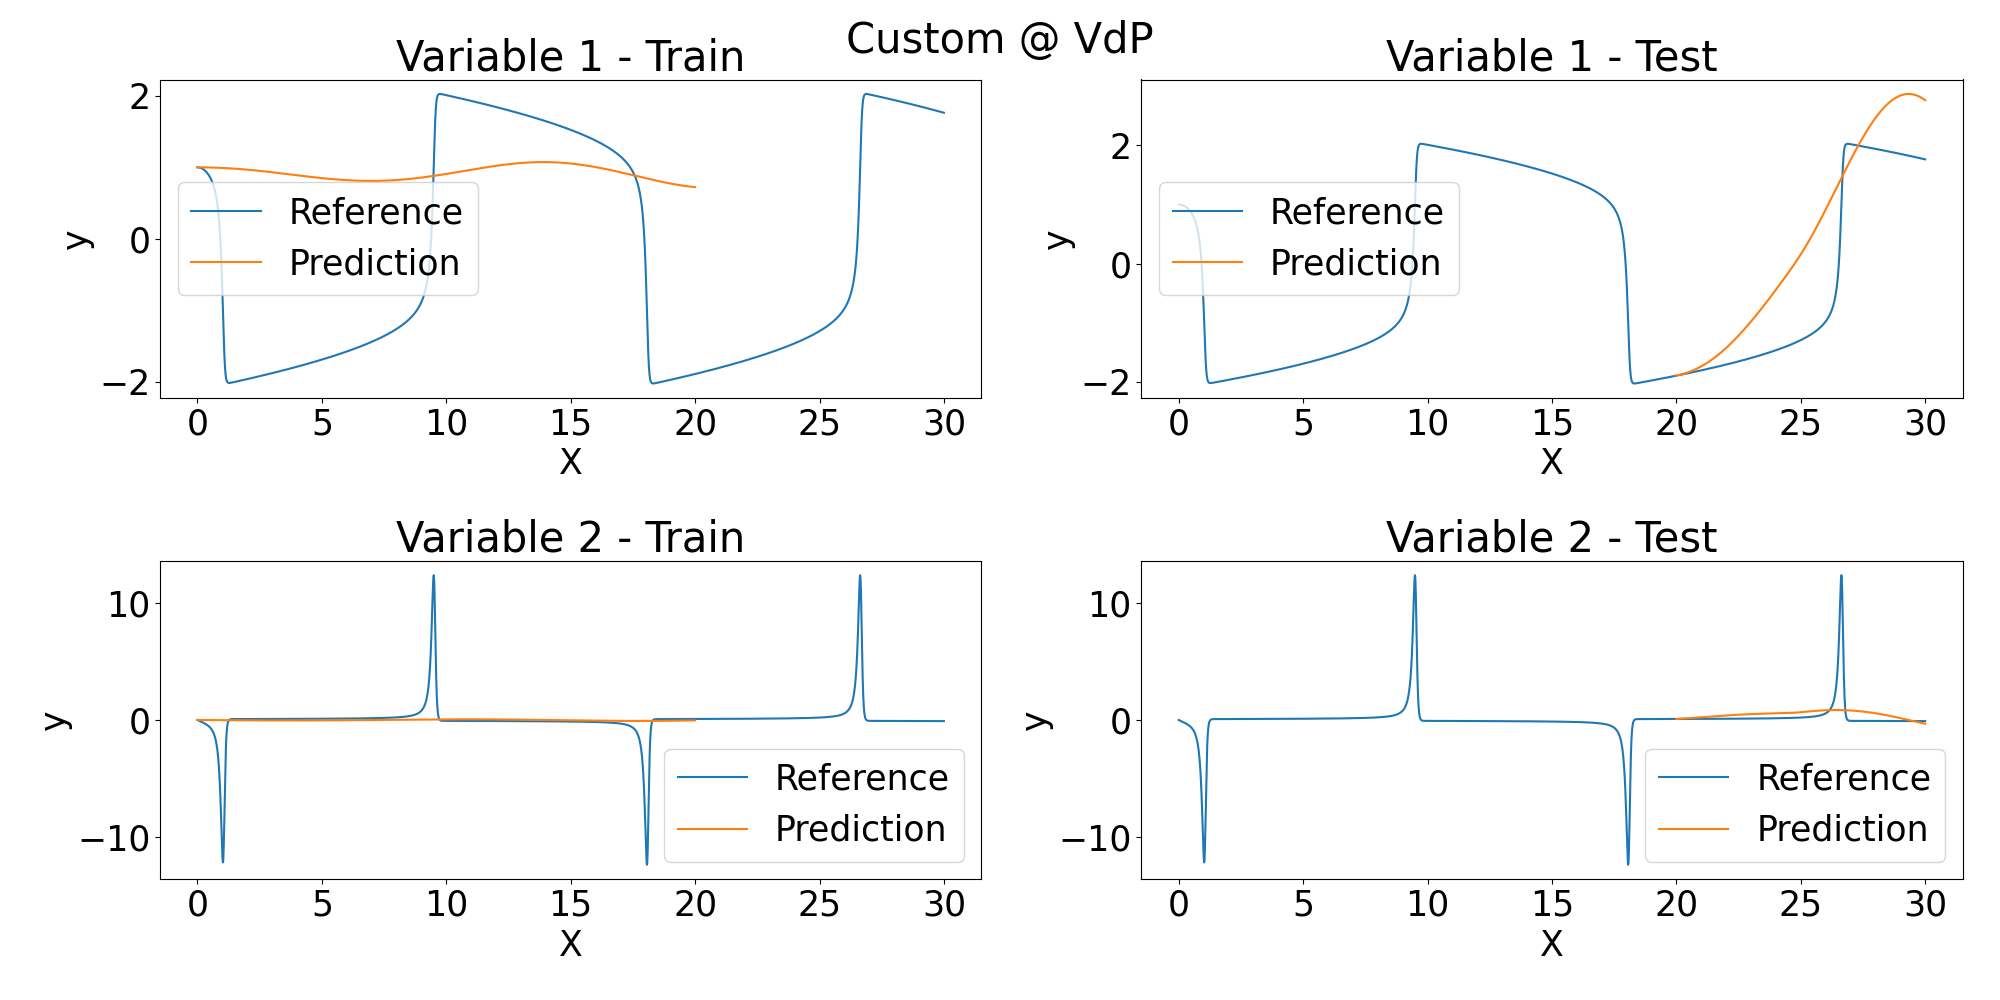 Custom @ VdP
Variable 1 - Train
2
0
−2
y
Reference
Prediction
0 5 10 15 20 25 30
X
Variable 1 - Test
2
0
−2
y
Reference
Prediction
0 5 10 15 20 25 30
X
Variable 2 - Train
10
0
−10
y
Reference
Prediction
0 5 10 15 20 25 30
X
Variable 2 - Test
10
0
−10
y
Reference
Prediction
0 5 10 15 20 25 30
X